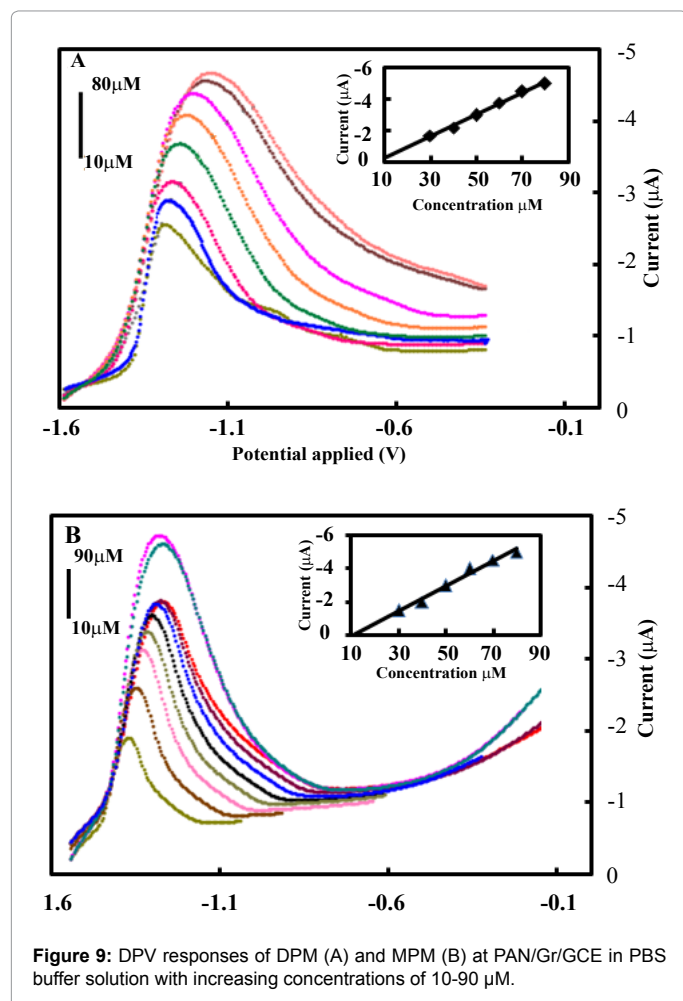 A
80μM
10μM
-6
-4
-2
0
Current (μA)
10 30 50 70 90
Concentration μM
-5
-4
-3
-2
-1
0
Current (μA)
-1.6 -1.1 -0.6 -0.1
Potential applied (V)
B
90μM
10μM
-6
-4
-2
0
Current (μA)
10 30 50 70 90
Concentration μM
-5
-4
-3
-2
-1
0
Current (μA)
1.6 -1.1 -0.6 -0.1
Figure 9: DPV responses of DPM (A) and MPM (B) at PAN/Gr/GCE in PBS
buffer solution with increasing concentrations of 10-90 μM.